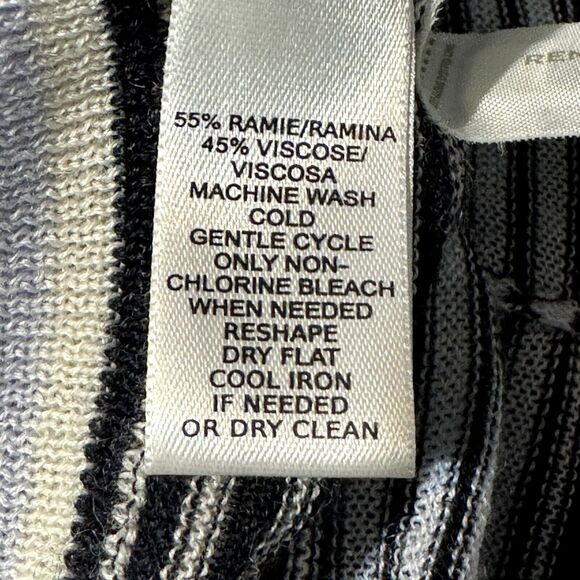 55% RAMIE/RAMINA
45% VISCOSE/
VISCOSA
MACHINE WASH
COLD
GENTLE CYCLE
ONLY NON-
CHLORINE BLEACH
WHEN NEEDED
RESHAPE
DRY FLAT
COOL IRON
IF NEEDED
OR DRY CLEAN